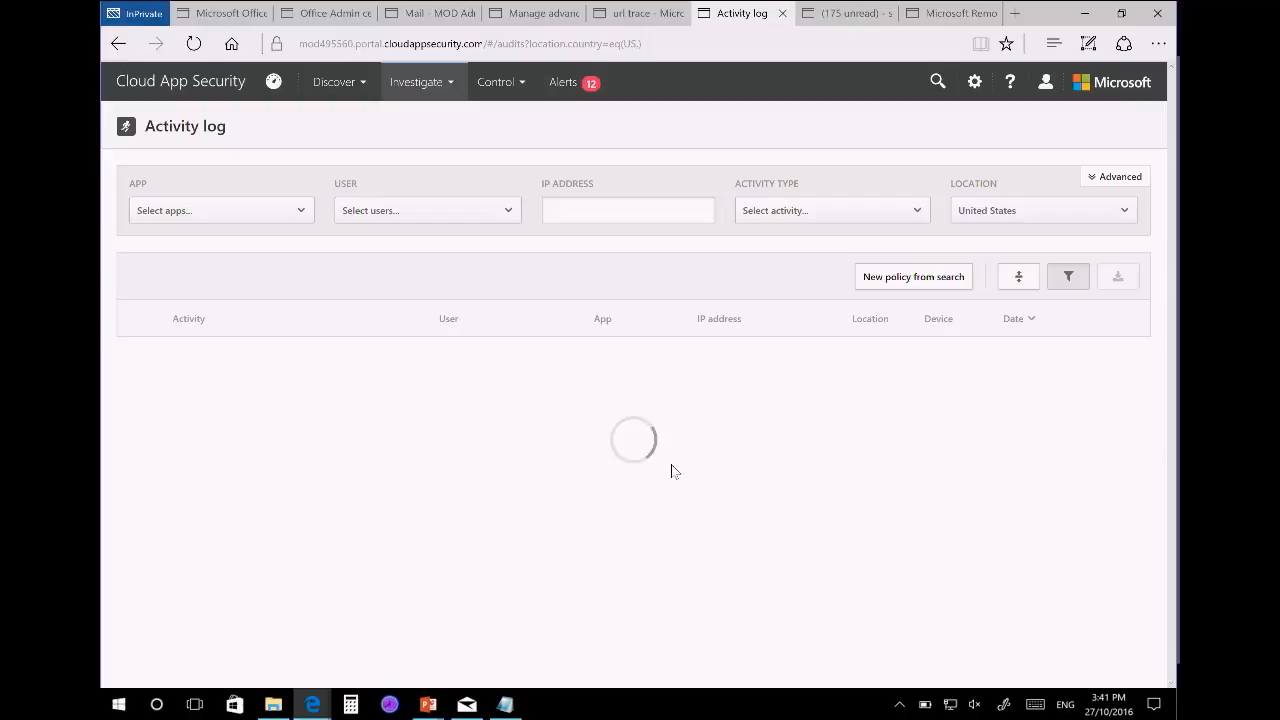 InPrivate
Microsoft Office
Office Admin ce
Mail - MOD Ad
Manage advanc
url trace - Micrc
Activity log
(175 unread) - s
Microsoft Remo
mod495560.portal.cloudappsecurity.com/#/audits?location.country=eq(US,)
Cloud App Security
Discover
Investigate
Control
Alerts 12
Microsoft
Activity log
Advanced
APP
USER
IP ADDRESS
ACTIVITY TYPE
LOCATION
Select apps...
Select users...
Select activity...
United States
New policy from search
Activity
User
App
IP address
Location
Device
Date
ENG
3:41 PM
27/10/2016